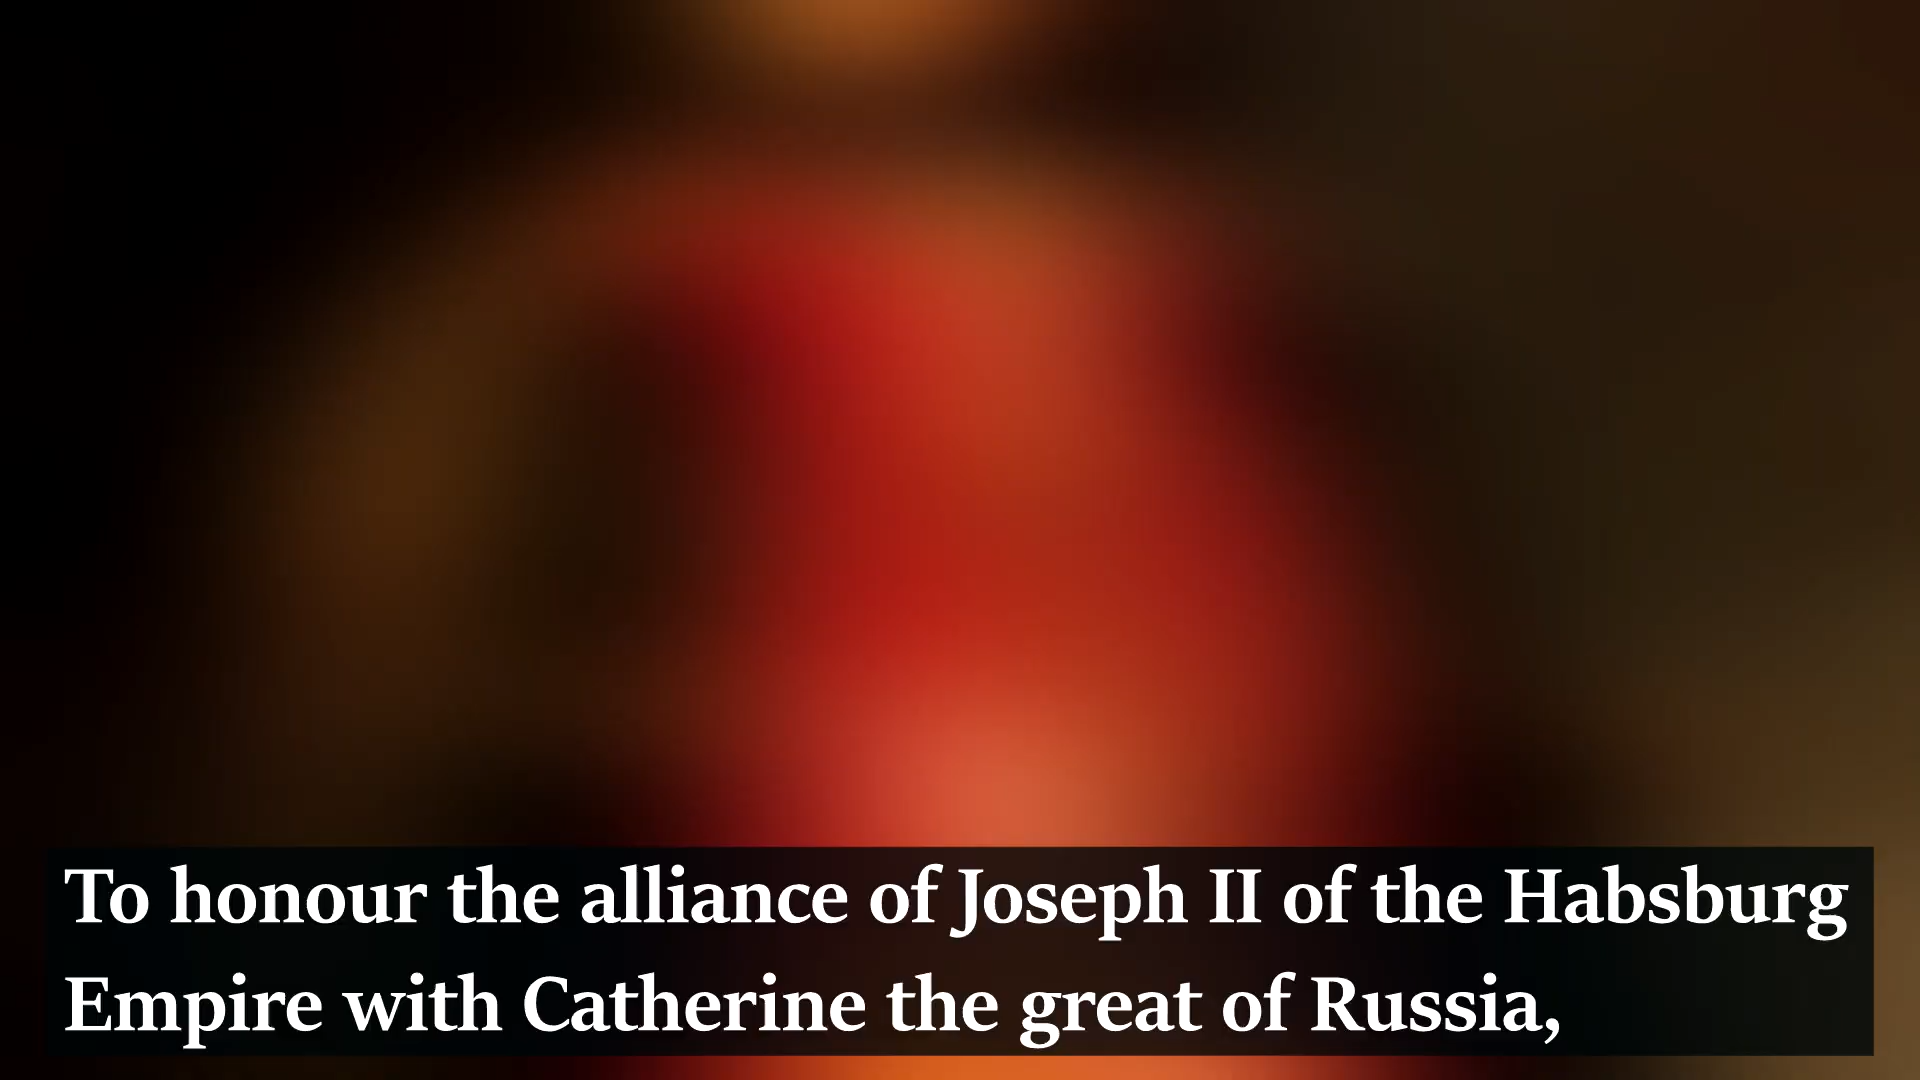 To honour the alliance of Joseph II of the Habsburg
Empire with Catherine the great of Russia,